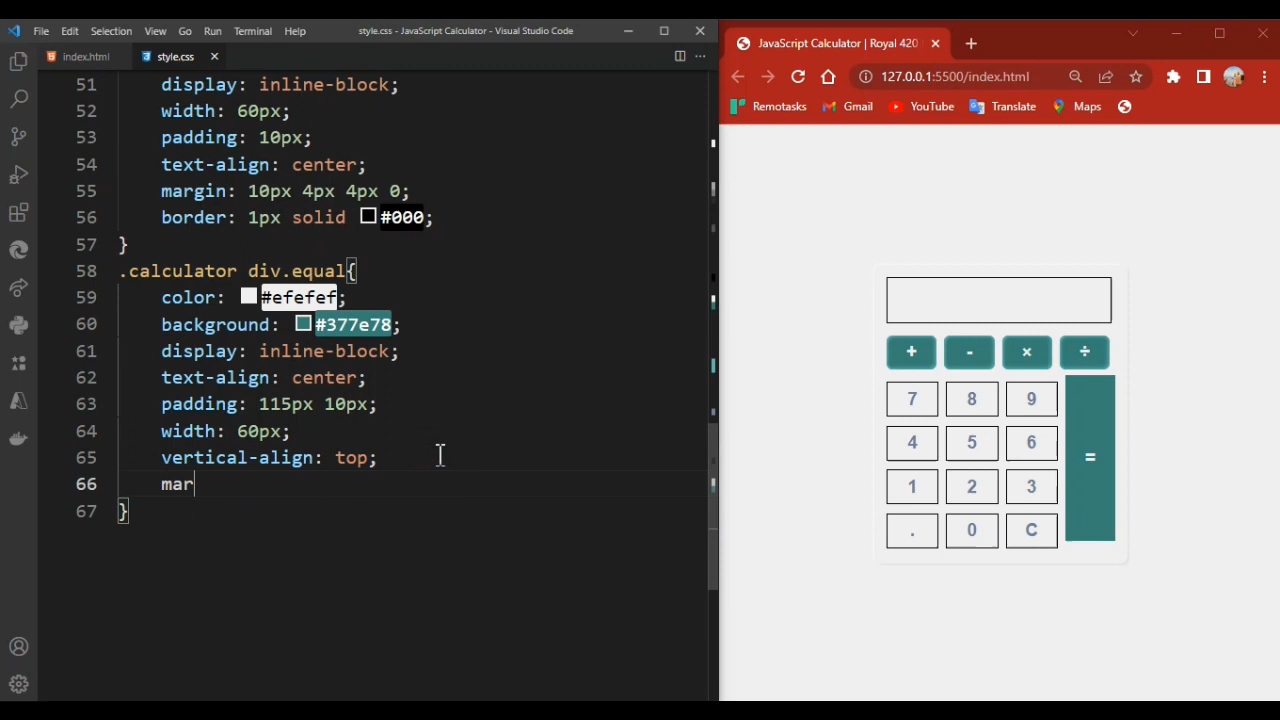 File Edit Selection View Go Run Terminal Help style.css - JavaScript Calculator - Visual Studio Code
index.html style.css
51 display: inline-block;
52 width: 60px;
53 padding: 10px;
54 text-align: center;
55 margin: 10px 4px 4px 0;
56 border: 1px solid #000;
57 }
58 .calculator div.equal{
59 color: #efefef;
60 background: #377e78;
61 display: inline-block;
62 text-align: center;
63 padding: 115px 10px;
64 width: 60px;
65 vertical-align: top;
66 mar
67 }
JavaScript Calculator | Royal 420
127.0.0.1:5500/index.html
Remotasks Gmail YouTube Translate Maps
+ - × ÷
7 8 9
4 5 6
=
1 2 3
. 0 C